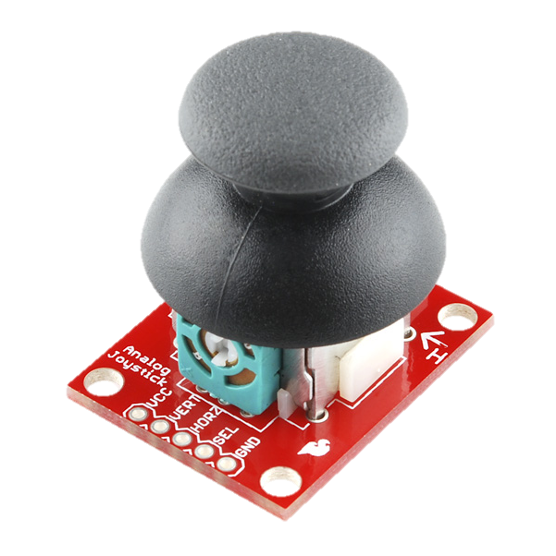 Analog
Joystick
VCC
VERT
HORZ
SEL
GND
H